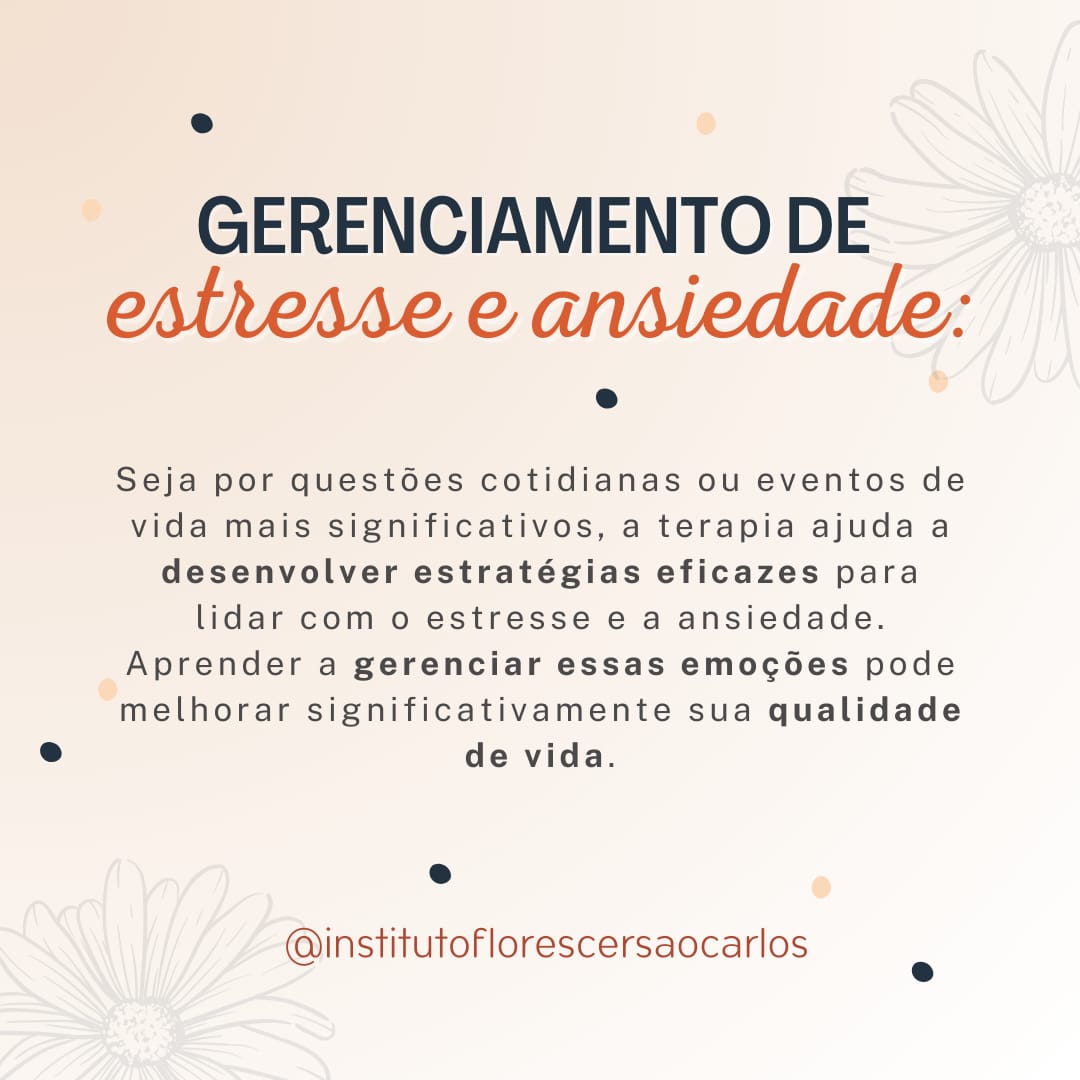 GERENCIAMENTO DE
estresse e ansiedade:
Seja por questões cotidianas ou eventos de
vida mais significativos, a terapia ajuda a
desenvolver estratégias eficazes para
lidar com o estresse e a ansiedade.
Aprender a gerenciar essas emoções pode
melhorar significativamente sua qualidade
de vida.
@institutoflorescersaocarlos